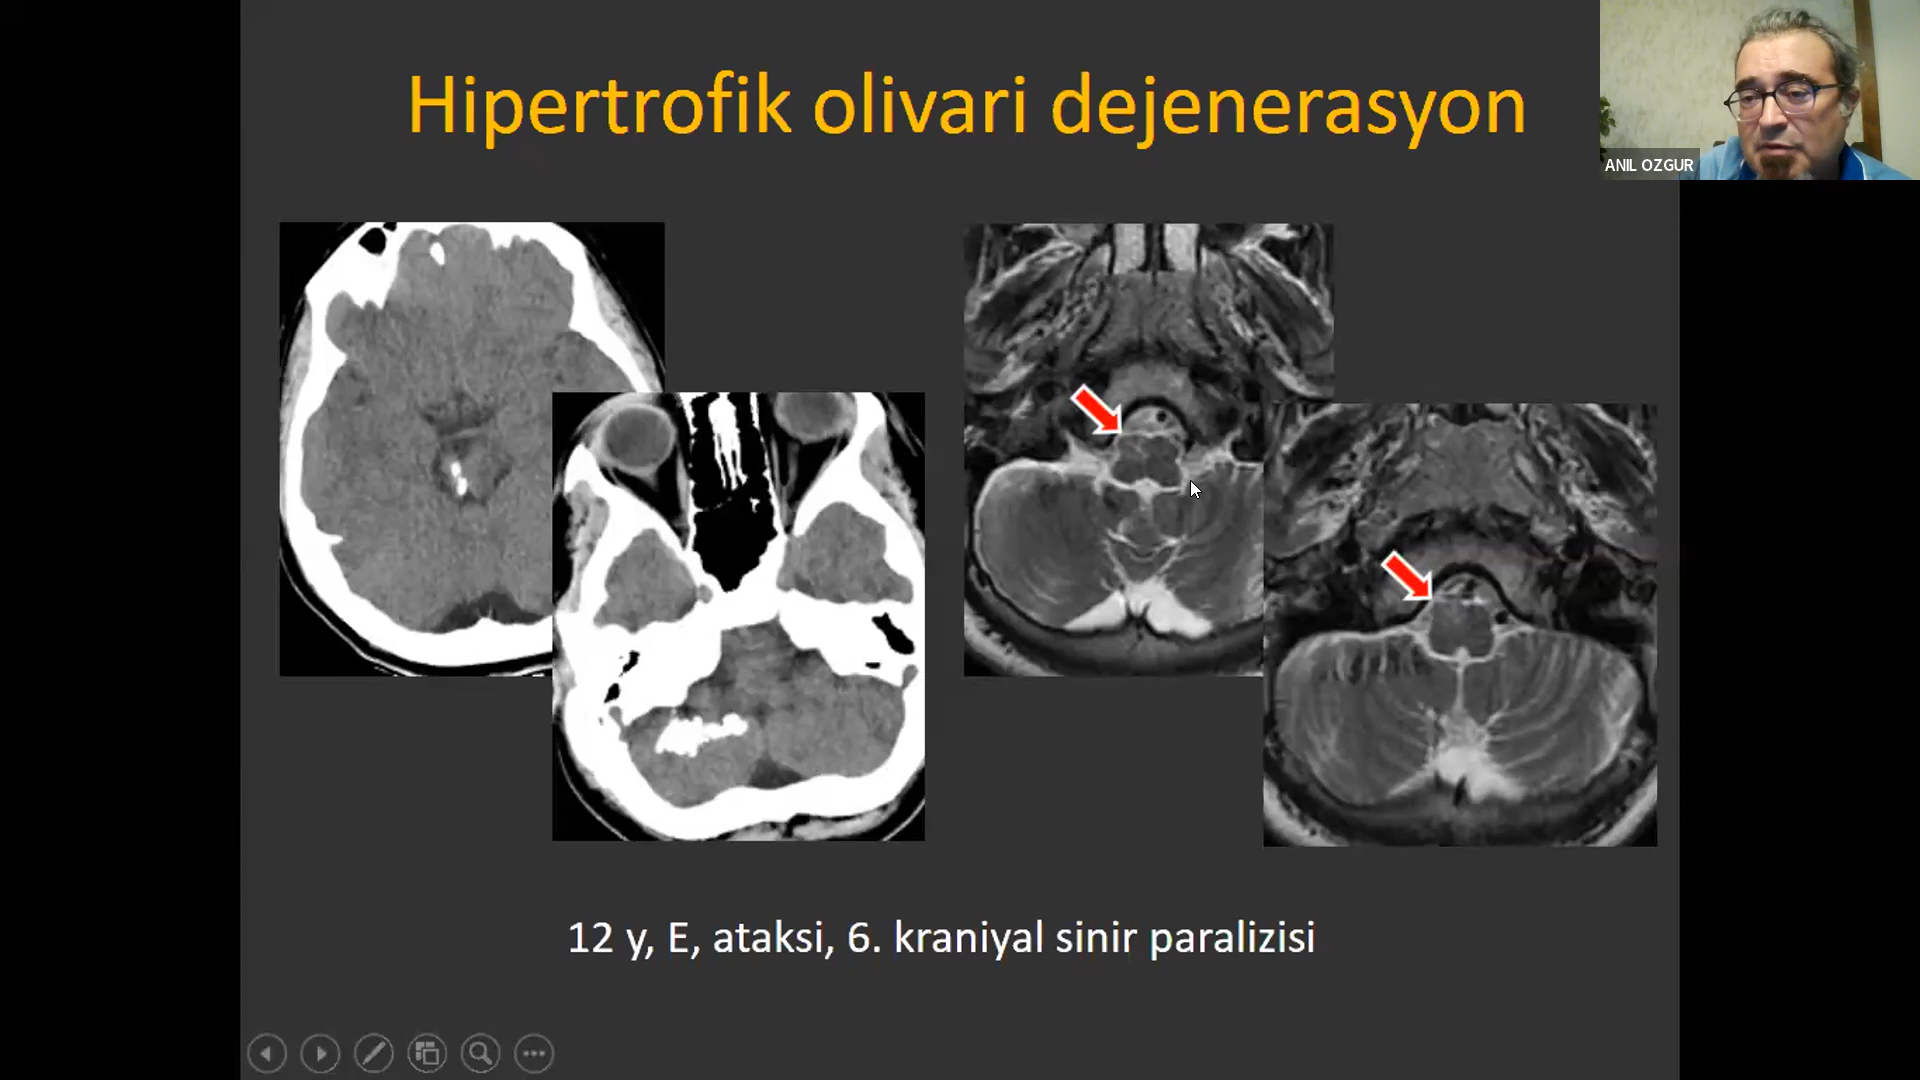 Hipertrofik olivari dejenerasyon
ANIL OZGUR
12 y, E, ataksi, 6. kraniyal sinir paralizisi